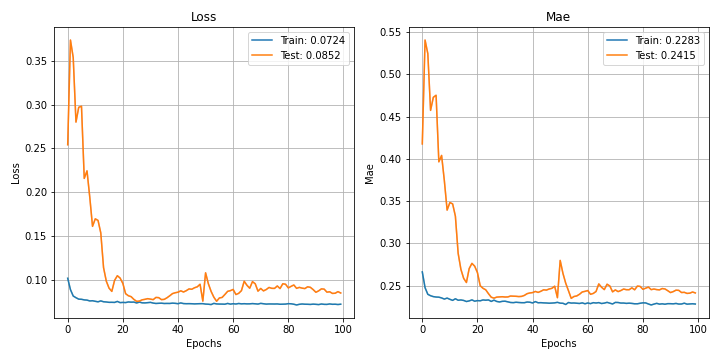 Loss
Train: 0.0724
Test: 0.0852
0.35
0.30
0.25
0.20
0.15
0.10
Loss
0 20 40 60 80 100
Epochs
Mae
Train: 0.2283
Test: 0.2415
0.55
0.50
0.45
0.40
0.35
0.30
0.25
Mae
0 20 40 60 80 100
Epochs